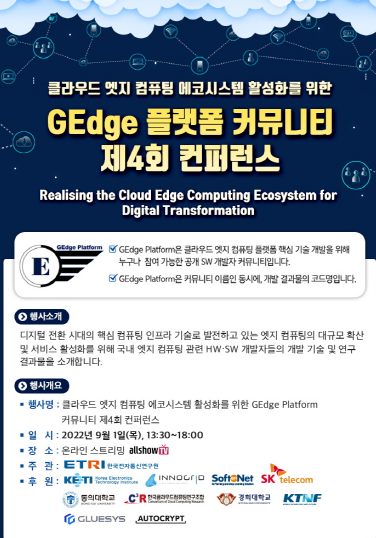 클라우드 엣지 컴퓨팅 에코시스템 활성화를 위한
GEdge 플랫폼 커뮤니티
제4회 컨퍼런스
Realising the Cloud Edge Computing Ecosystem for
Digital Transformation
GEdge Platform
E
GEdge Platform은 클라우드 엣지 컴퓨팅 플랫폼 핵심 기술 개발을 위해
누구나 참여 가능한 공개 SW 개발자 커뮤니티입니다.
GEdge Platform은 커뮤니티 이름인 동시에, 개발 결과물의 코드명입니다.
행사소개
디지털 전환 시대의 핵심 컴퓨팅 인프라 기술로 발전하고 있는 엣지 컴퓨팅의 대규모 확산
및 서비스 활성화를 위해 국내 엣지 컴퓨팅 관련 HW·SW 개발자들의 개발 기술 및 연구
결과물을 소개합니다.
행사개요
행사명 : 클라우드 엣지 컴퓨팅 에코시스템 활성화를 위한 GEdge Platform
커뮤니티 제4회 컨퍼런스
일 시 : 2022년 9월 1일(목), 13:30~18:00
장 소 : 온라인 스트리밍 allshowTV
주 관 : ETRI 한국전자통신연구원
후 원 : KETI Korea Electronics Technology Institute INNOGRID SoftoNet SK telecom
동의대학교 C3R 한국클라우드컴퓨팅연구조합 경희대학교 KTNF
GLUESYS AUTOCRYPT